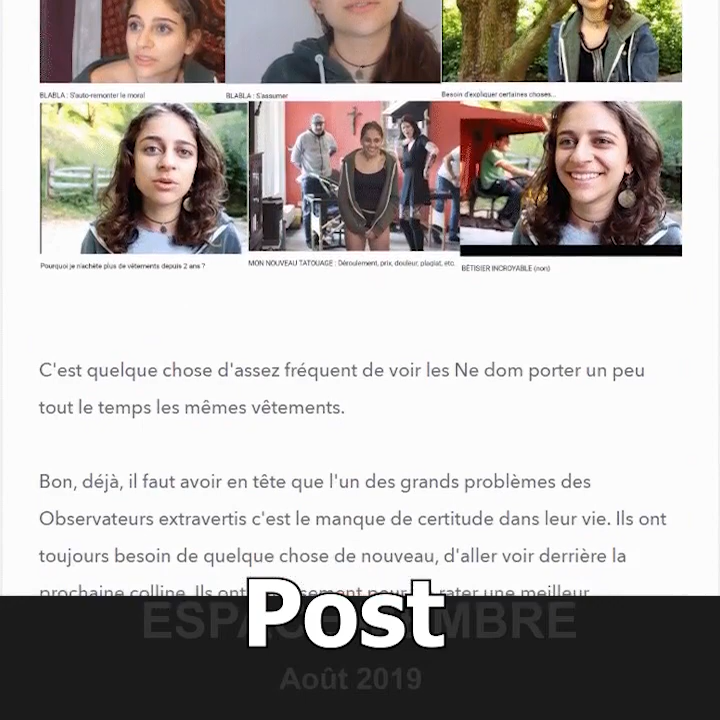 BLABLA : S'auto-remonter le moral
BLABLA : S'assumer
Besoin d'expliquer certaines choses...
Pourquoi je n'achète plus de vêtements depuis 2 ans ?
MON NOUVEAU TATOUAGE : Déroulement, prix, douleur, plagiat, etc.
BÊTISIER INCROYABLE (non)
C'est quelque chose d'assez fréquent de voir les Ne dom porter un peu
tout le temps les mêmes vêtements.
Bon, déjà, il faut avoir en tête que l'un des grands problèmes des
Observateurs extravertis c'est le manque de certitude dans leur vie. Ils ont
toujours besoin de quelque chose de nouveau, d'aller voir derrière la
prochaine colline. Ils ont rater une meilleur
Post
Août 2019